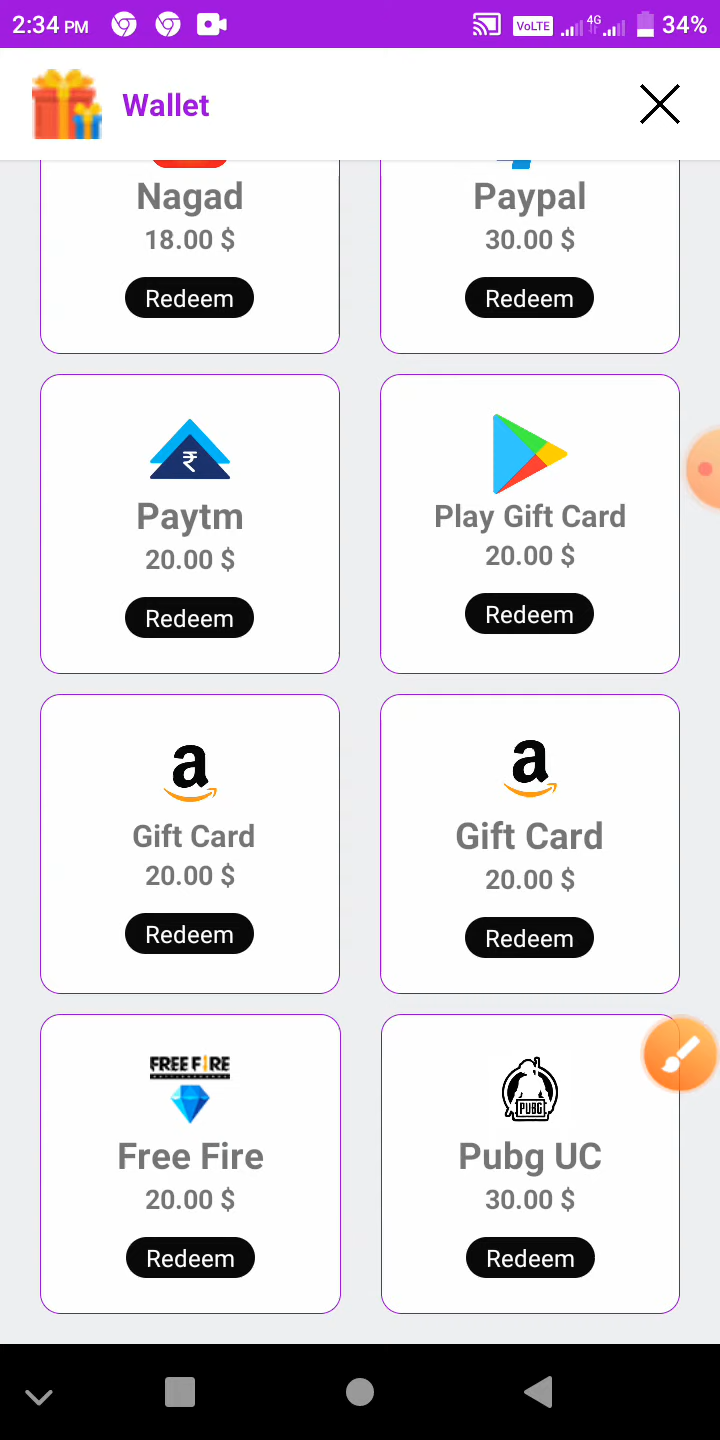 2:34 PM VoLTE 4G 34%
Wallet
Nagad Paypal
18.00 $ 30.00 $
Redeem Redeem
₹
Paytm Play Gift Card
20.00 $ 20.00 $
Redeem Redeem
a a
Gift Card Gift Card
20.00 $ 20.00 $
Redeem Redeem
FREE FIRE
PUBG
Free Fire Pubg UC
20.00 $ 30.00 $
Redeem Redeem